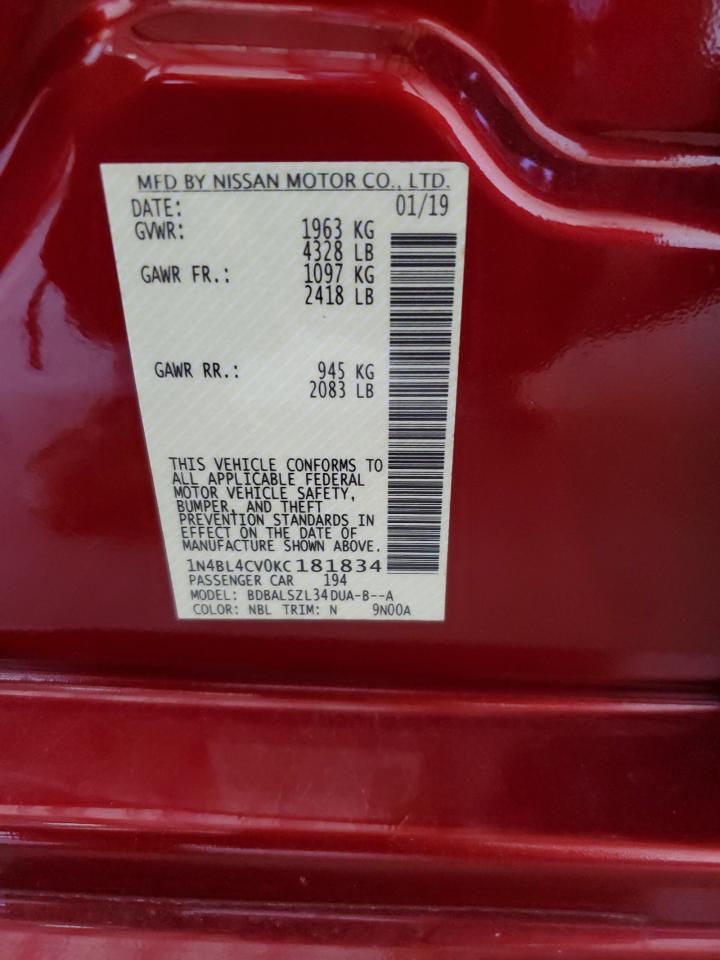 MFD BY NISSAN MOTOR CO., LTD.
DATE: 01/19
GVWR: 1963 KG
4328 LB
GAWR FR.: 1097 KG
2418 LB
GAWR RR.: 945 KG
2083 LB
THIS VEHICLE CONFORMS TO
ALL APPLICABLE FEDERAL
MOTOR VEHICLE SAFETY,
BUMPER, AND THEFT
PREVENTION STANDARDS IN
EFFECT ON THE DATE OF
MANUFACTURE SHOWN ABOVE.
1N4BL4CV0KC181834
PASSENGER CAR 194
MODEL: BDBALSZL34DUA-B--A
COLOR: NBL TRIM: N 9N00A